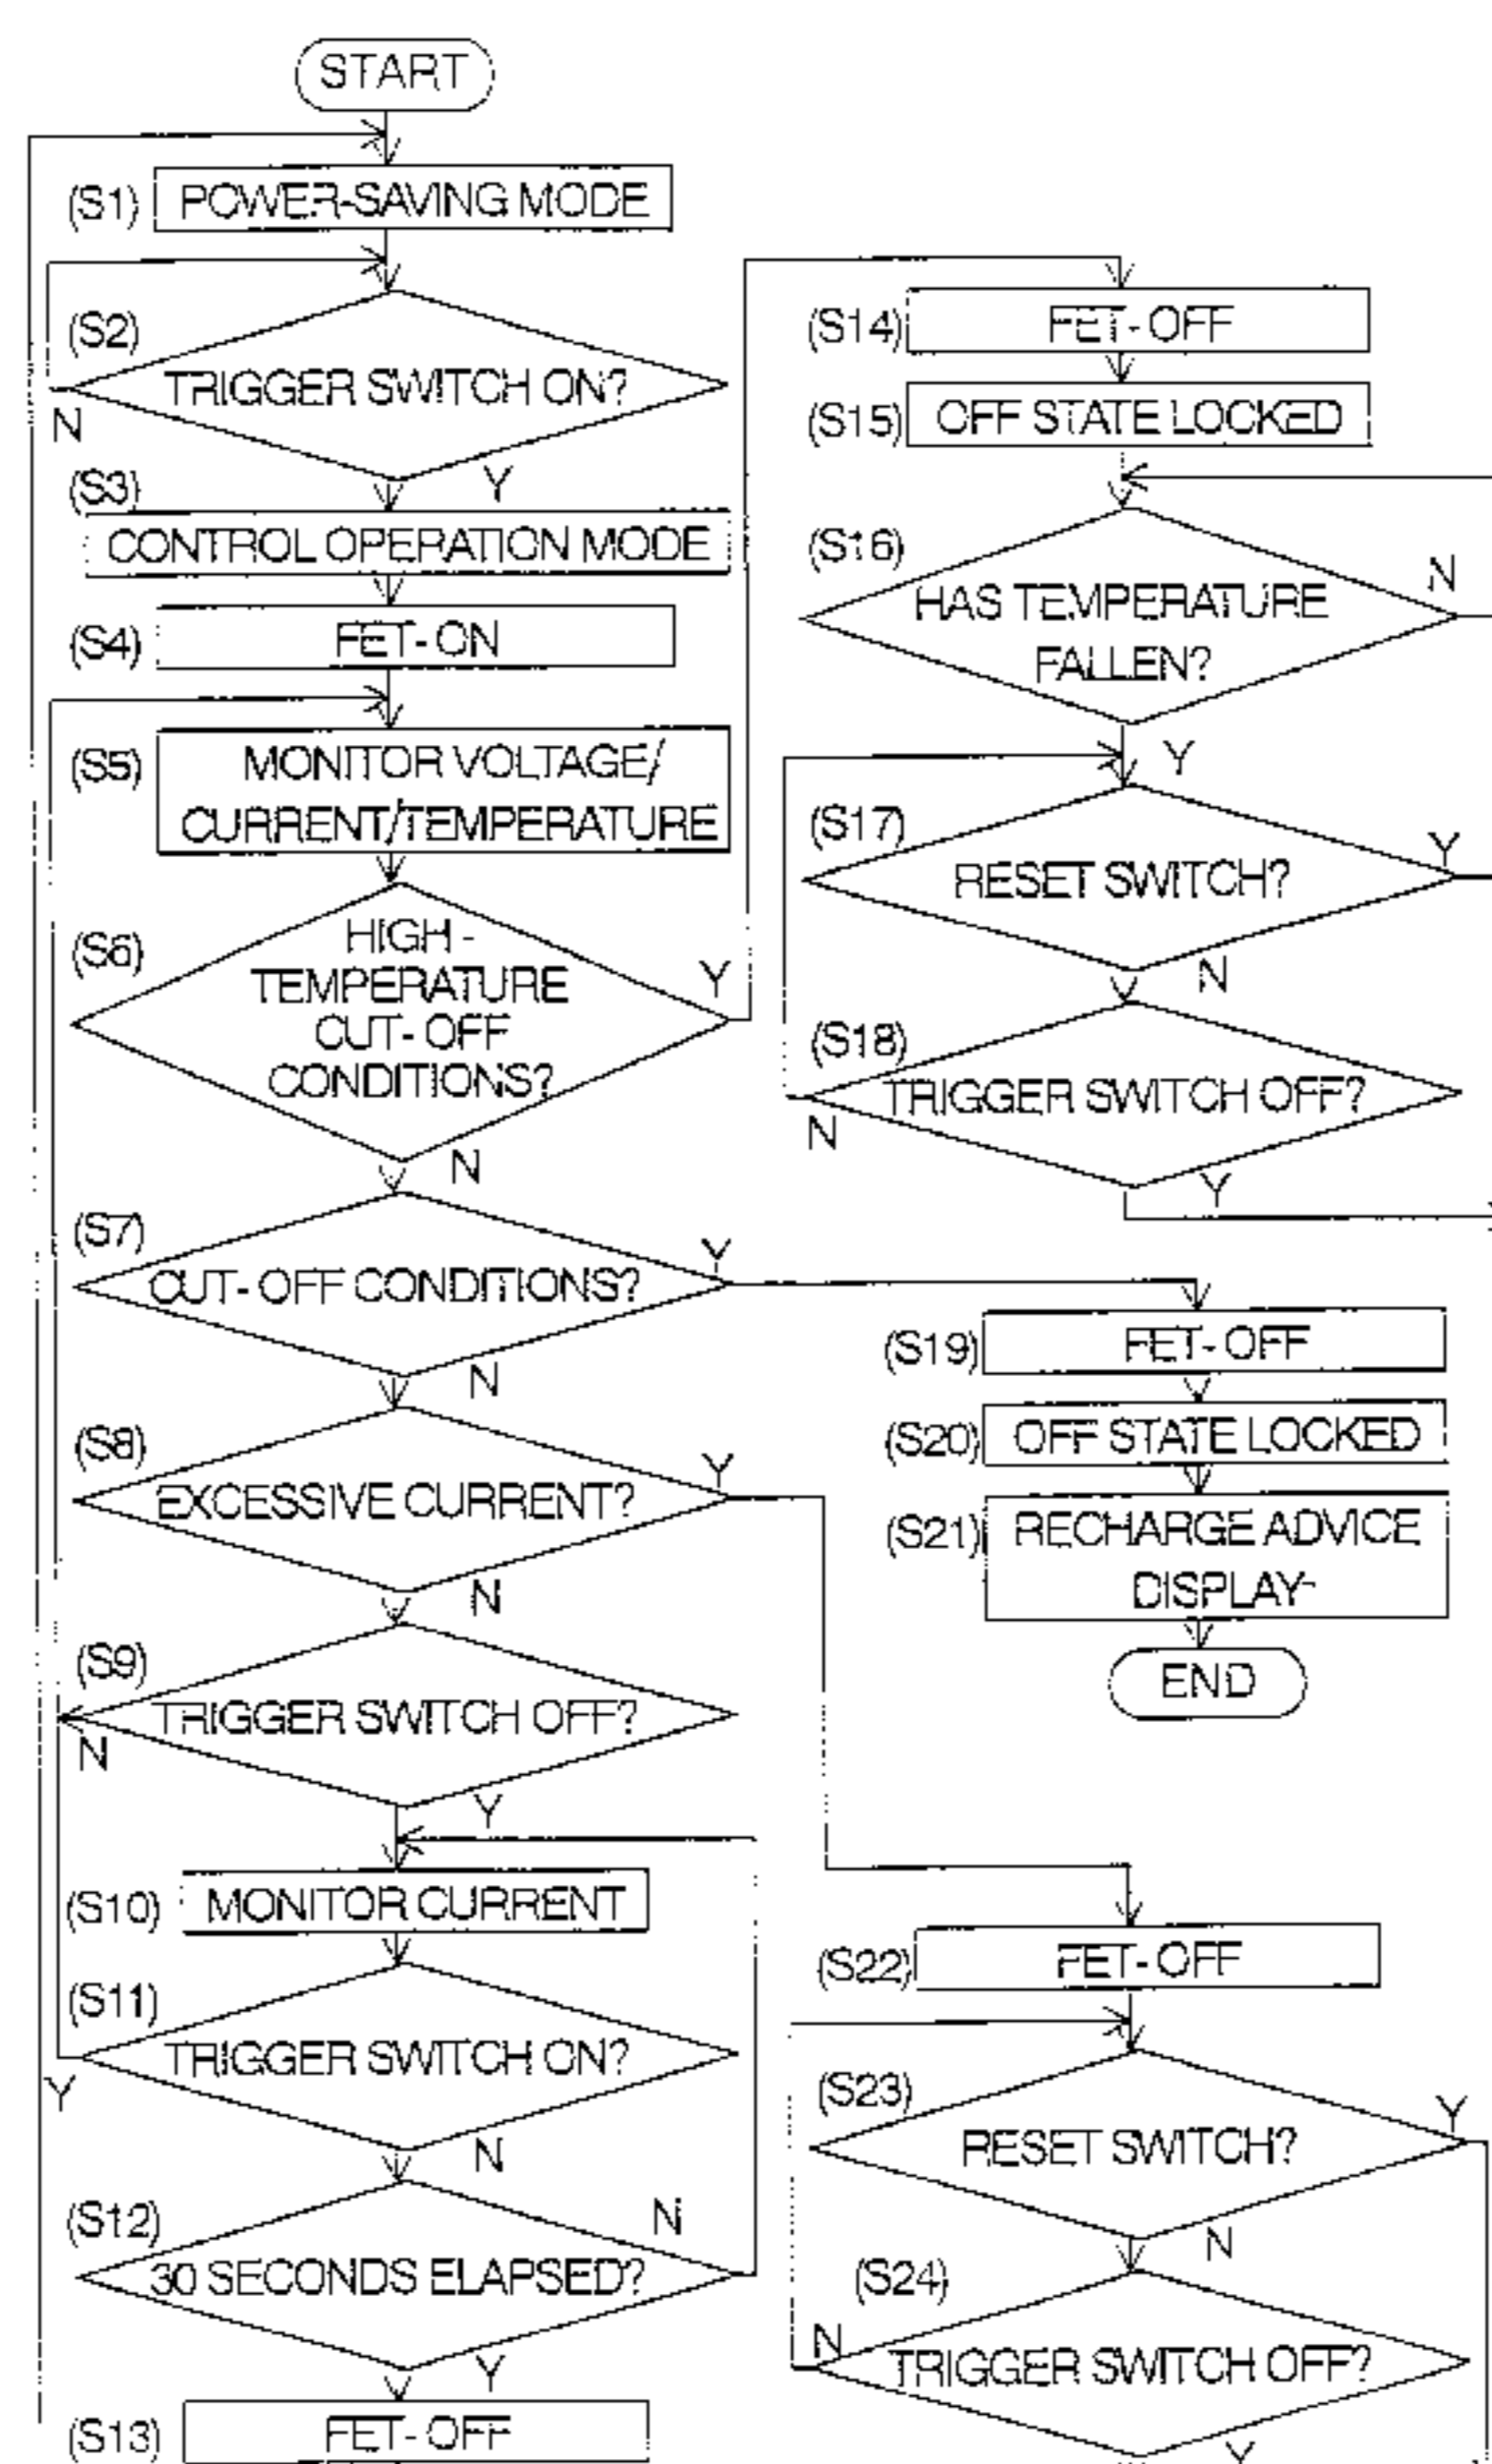 START
(S1) POWER-SAVING MODE
(S2)
TRIGGER SWITCH ON?
N
Y
(S3)
CONTROL OPERATION MODE
(S4) FET-ON
(S5) MONITOR VOLTAGE/
CURRENT/TEMPERATURE
(S6)
HIGH-
TEMPERATURE
CUT-OFF
CONDITIONS?
Y
N
(S7)
CUT-OFF CONDITIONS?
Y
N
(S8)
EXCESSIVE CURRENT?
Y
N
(S9)
TRIGGER SWITCH OFF?
N
Y
(S10) MONITOR CURRENT
(S11)
TRIGGER SWITCH ON?
Y
N
(S12)
30 SECONDS ELAPSED?
N
Y
(S13) FET-OFF
(S14) FET-OFF
(S15) OFF STATE LOCKED
(S16)
HAS TEMPERATURE
FALLEN?
N
Y
(S17)
RESET SWITCH?
Y
N
(S18)
TRIGGER SWITCH OFF?
N
Y
(S19) FET-OFF
(S20) OFF STATE LOCKED
(S21) RECHARGE ADVICE
DISPLAY
END
(S22) FET-OFF
(S23)
RESET SWITCH?
Y
N
(S24)
TRIGGER SWITCH OFF?
N
Y